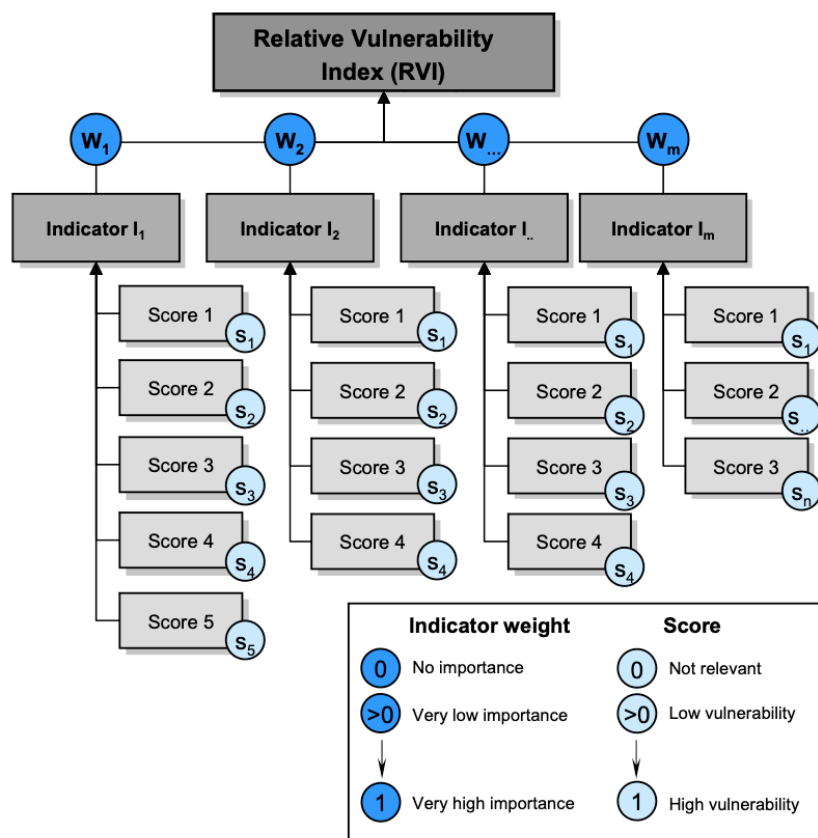 Relative Vulnerability
Index (RVI)
W1
W2
W...
Wm
Indicator I1
Indicator I2
Indicator I..
Indicator Im
Score 1
s1
Score 2
s2
Score 3
s3
Score 4
s4
Score 5
s5
Score 1
s1
Score 2
s2
Score 3
s3
Score 4
s4
Score 1
s1
Score 2
s2
Score 3
s3
Score 4
s4
Score 1
s1
Score 2
s..
Score 3
sn
Indicator weight
0 No importance
>0 Very low importance
1 Very high importance
Score
0 Not relevant
>0 Low vulnerability
1 High vulnerability